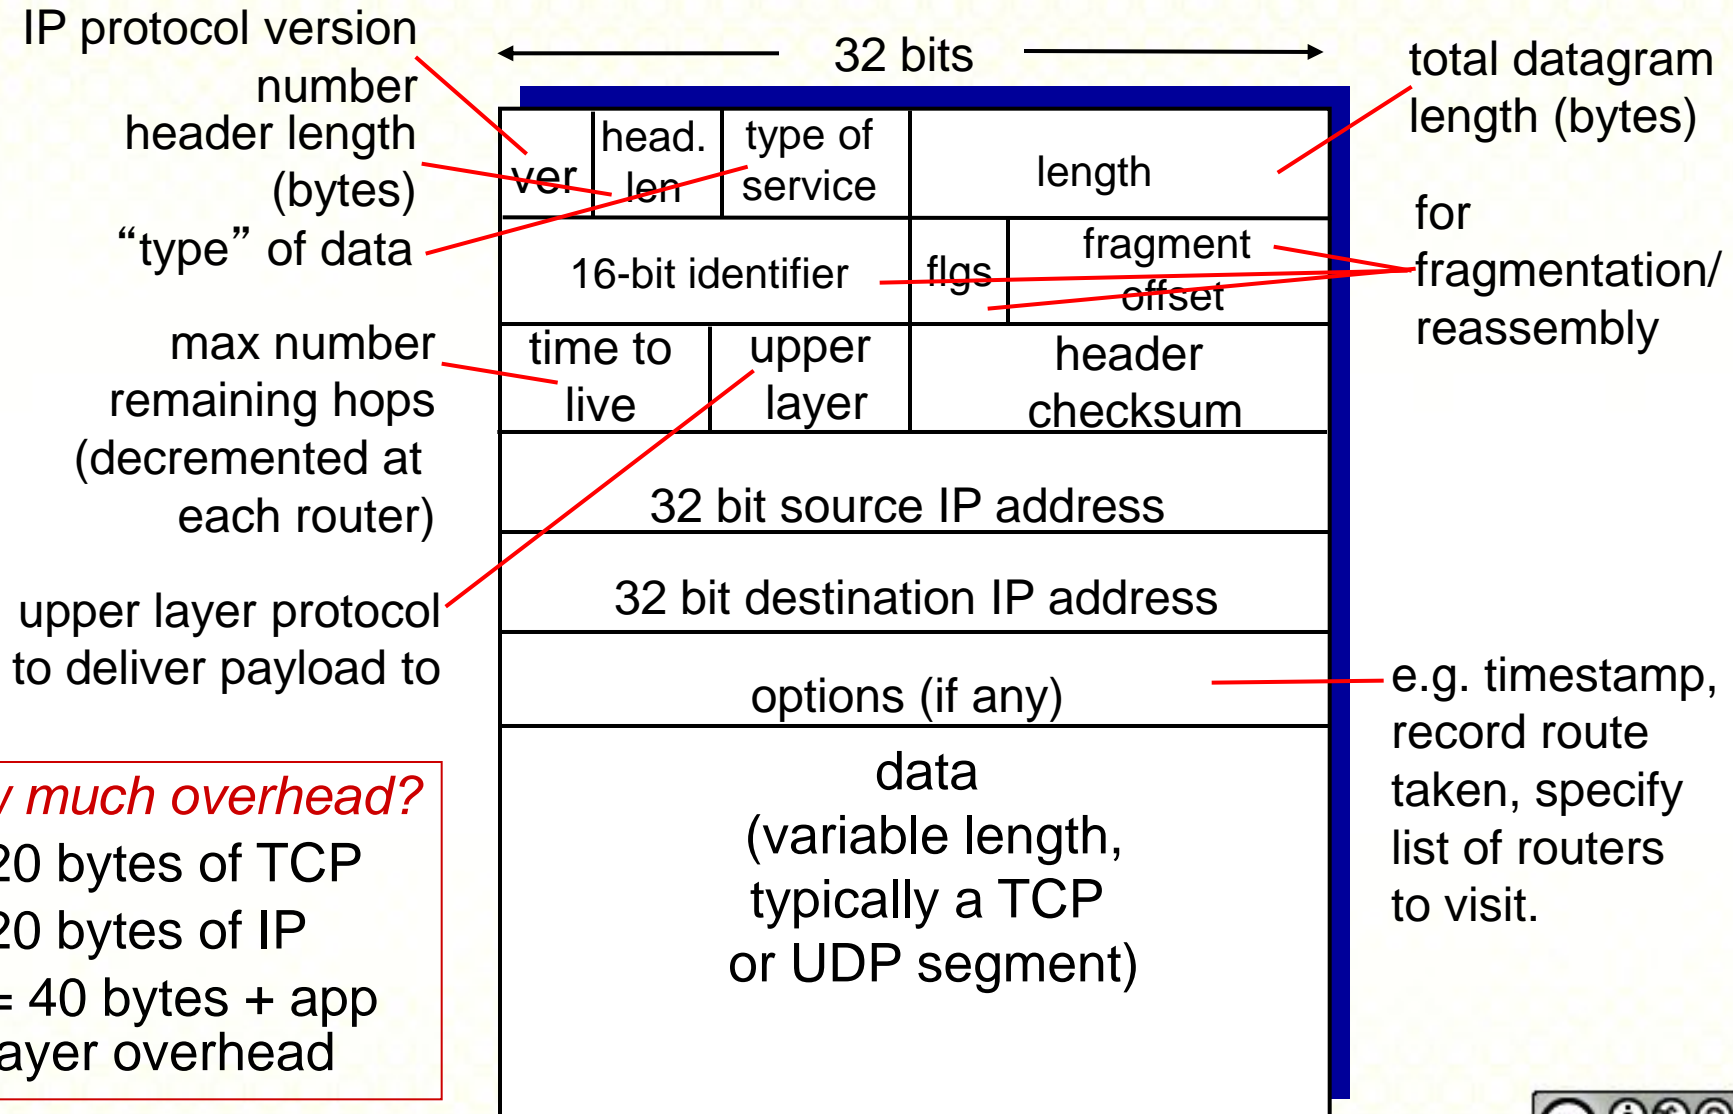 IP protocol version
number
header length
(bytes)
“type” of data
max number
remaining hops
(decremented at
each router)
upper layer protocol
to deliver payload to
much overhead?
20 bytes of TCP
20 bytes of IP
= 40 bytes + app
layer overhead
32 bits
ver
head.
len
type of
service
length
16-bit identifier
flgs
fragment
offset
time to
live
upper
layer
header
checksum
32 bit source IP address
32 bit destination IP address
options (if any)
data
(variable length,
typically a TCP
or UDP segment)
total datagram
length (bytes)
for
fragmentation/
reassembly
e.g. timestamp,
record route
taken, specify
list of routers
to visit.